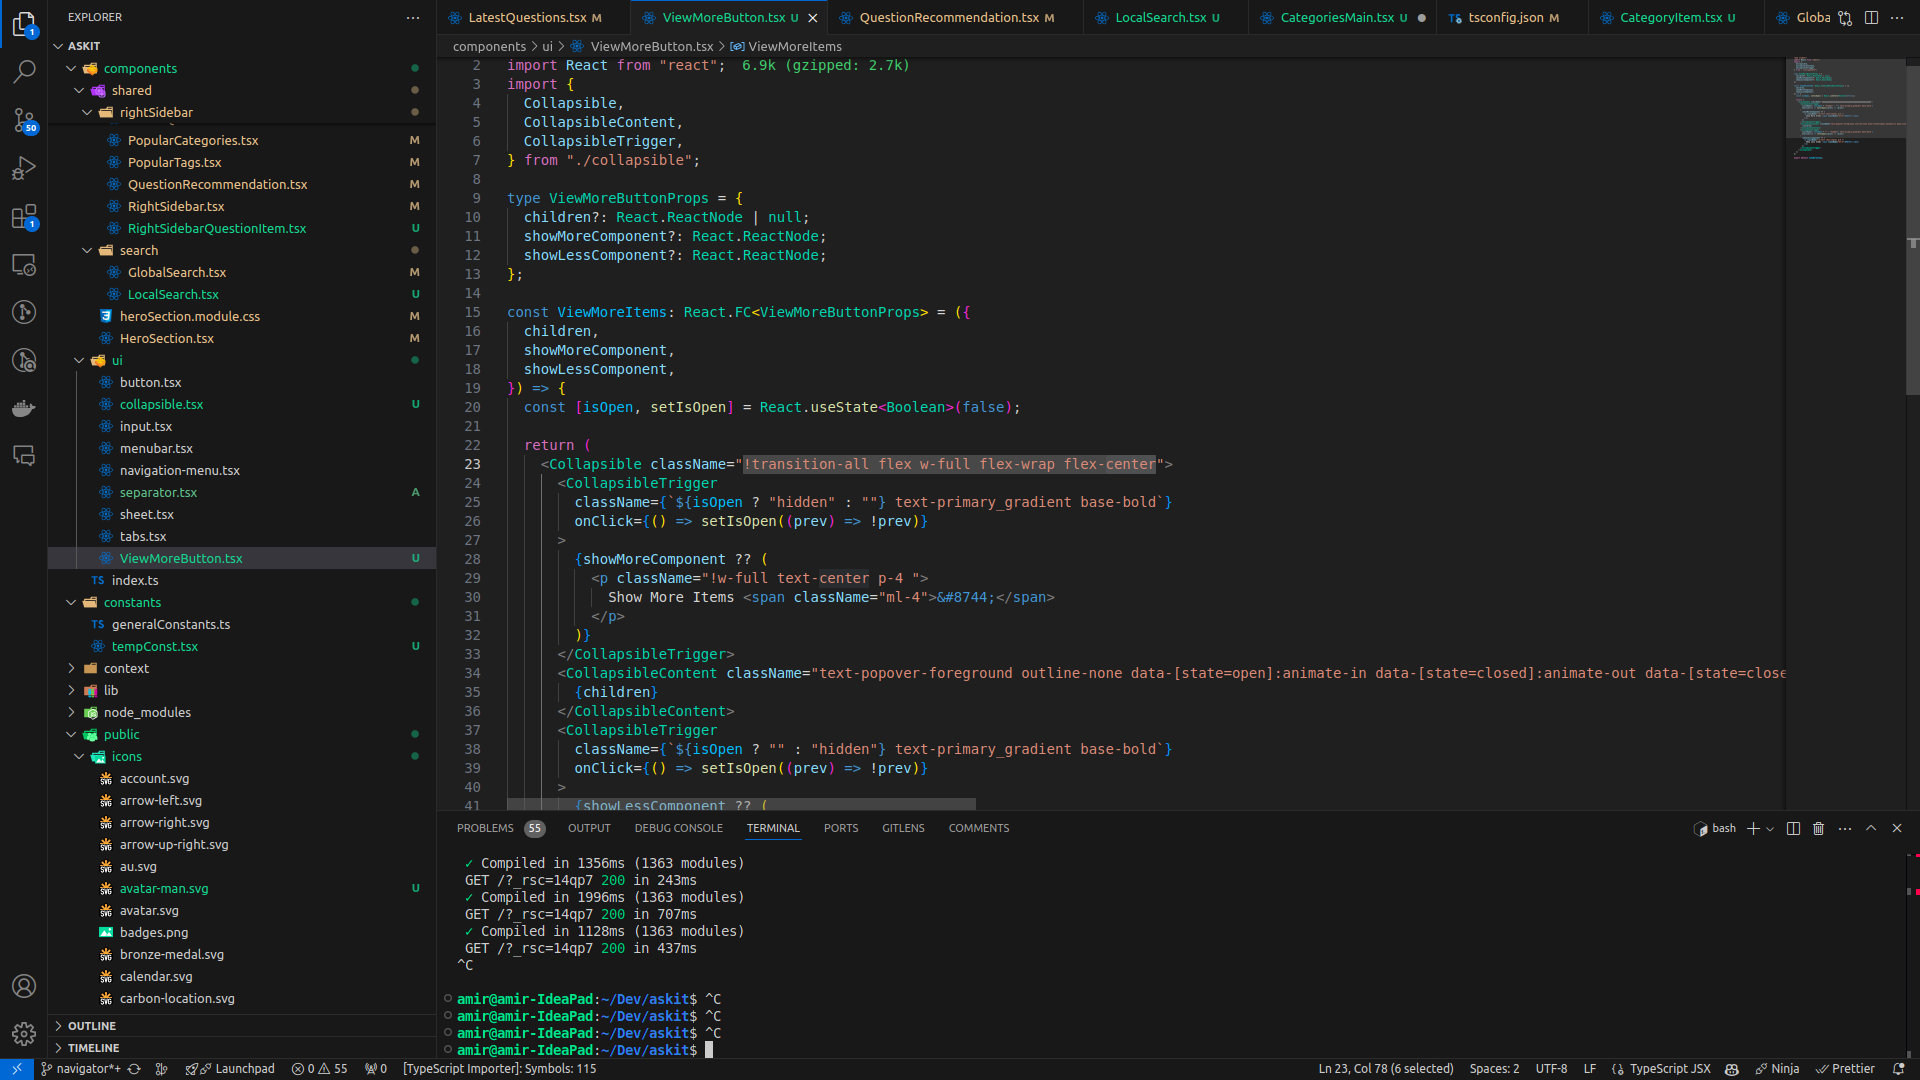 EXPLORER
LatestQuestions.tsx M
ViewMoreButton.tsx U
QuestionRecommendation.tsx M
LocalSearch.tsx U
CategoriesMain.tsx U
tsconfig.json M
CategoryItem.tsx U
Globa
ASKIT
components
shared
rightSidebar
PopularCategories.tsx M
PopularTags.tsx M
QuestionRecommendation.tsx M
RightSidebar.tsx M
RightSidebarQuestionItem.tsx U
search
GlobalSearch.tsx M
LocalSearch.tsx U
heroSection.module.css M
HeroSection.tsx M
ui
button.tsx
collapsible.tsx U
input.tsx
menubar.tsx
navigation-menu.tsx
separator.tsx A
sheet.tsx
tabs.tsx
ViewMoreButton.tsx U
index.ts
constants
generalConstants.ts
tempConst.tsx U
context
lib
node_modules
public
icons
account.svg
arrow-left.svg
arrow-right.svg
arrow-up-right.svg
au.svg
avatar-man.svg U
avatar.svg
badges.png
bronze-medal.svg
calendar.svg
carbon-location.svg
OUTLINE
TIMELINE
components > ui > ViewMoreButton.tsx > ViewMoreItems
2 import React from "react"; 6.9k (gzipped: 2.7k)
3 import {
4 Collapsible,
5 CollapsibleContent,
6 CollapsibleTrigger,
7 } from "./collapsible";
8
9 type ViewMoreButtonProps = {
10 children?: React.ReactNode | null;
11 showMoreComponent?: React.ReactNode;
12 showLessComponent?: React.ReactNode;
13 };
14
15 const ViewMoreItems: React.FC<ViewMoreButtonProps> = ({
16 children,
17 showMoreComponent,
18 showLessComponent,
19 }) => {
20 const [isOpen, setIsOpen] = React.useState<Boolean>(false);
21
22 return (
23 <Collapsible className="!transition-all flex w-full flex-wrap flex-center">
24 <CollapsibleTrigger
25 className={`${isOpen ? "hidden" : ""} text-primary_gradient base-bold`}
26 onClick={() => setIsOpen((prev) => !prev)}
27 >
28 {showMoreComponent ?? (
29 <p className="!w-full text-center p-4 ">
30 Show More Items <span className="ml-4">&#8744;</span>
31 </p>
32 )}
33 </CollapsibleTrigger>
34 <CollapsibleContent className="text-popover-foreground outline-none data-[state=open]:animate-in data-[state=closed]:animate-out data-[state=close
35 {children}
36 </CollapsibleContent>
37 <CollapsibleTrigger
38 className={`${isOpen ? "" : "hidden"} text-primary_gradient base-bold`}
39 onClick={() => setIsOpen((prev) => !prev)}
40 >
41 {showLessComponent ?? (
PROBLEMS 55 OUTPUT DEBUG CONSOLE TERMINAL PORTS GITLENS COMMENTS
bash
✓ Compiled in 1356ms (1363 modules)
GET /?_rsc=14qp7 200 in 243ms
✓ Compiled in 1996ms (1363 modules)
GET /?_rsc=14qp7 200 in 707ms
✓ Compiled in 1128ms (1363 modules)
GET /?_rsc=14qp7 200 in 437ms
^C
amir@amir-IdeaPad:~/Dev/askit$ ^C
amir@amir-IdeaPad:~/Dev/askit$ ^C
amir@amir-IdeaPad:~/Dev/askit$ ^C
amir@amir-IdeaPad:~/Dev/askit$
1
50
1
navigator*+ Launchpad 0 55 0 [TypeScript Importer]: Symbols: 115
Ln 23, Col 78 (6 selected) Spaces: 2 UTF-8 LF TypeScript JSX Ninja Prettier